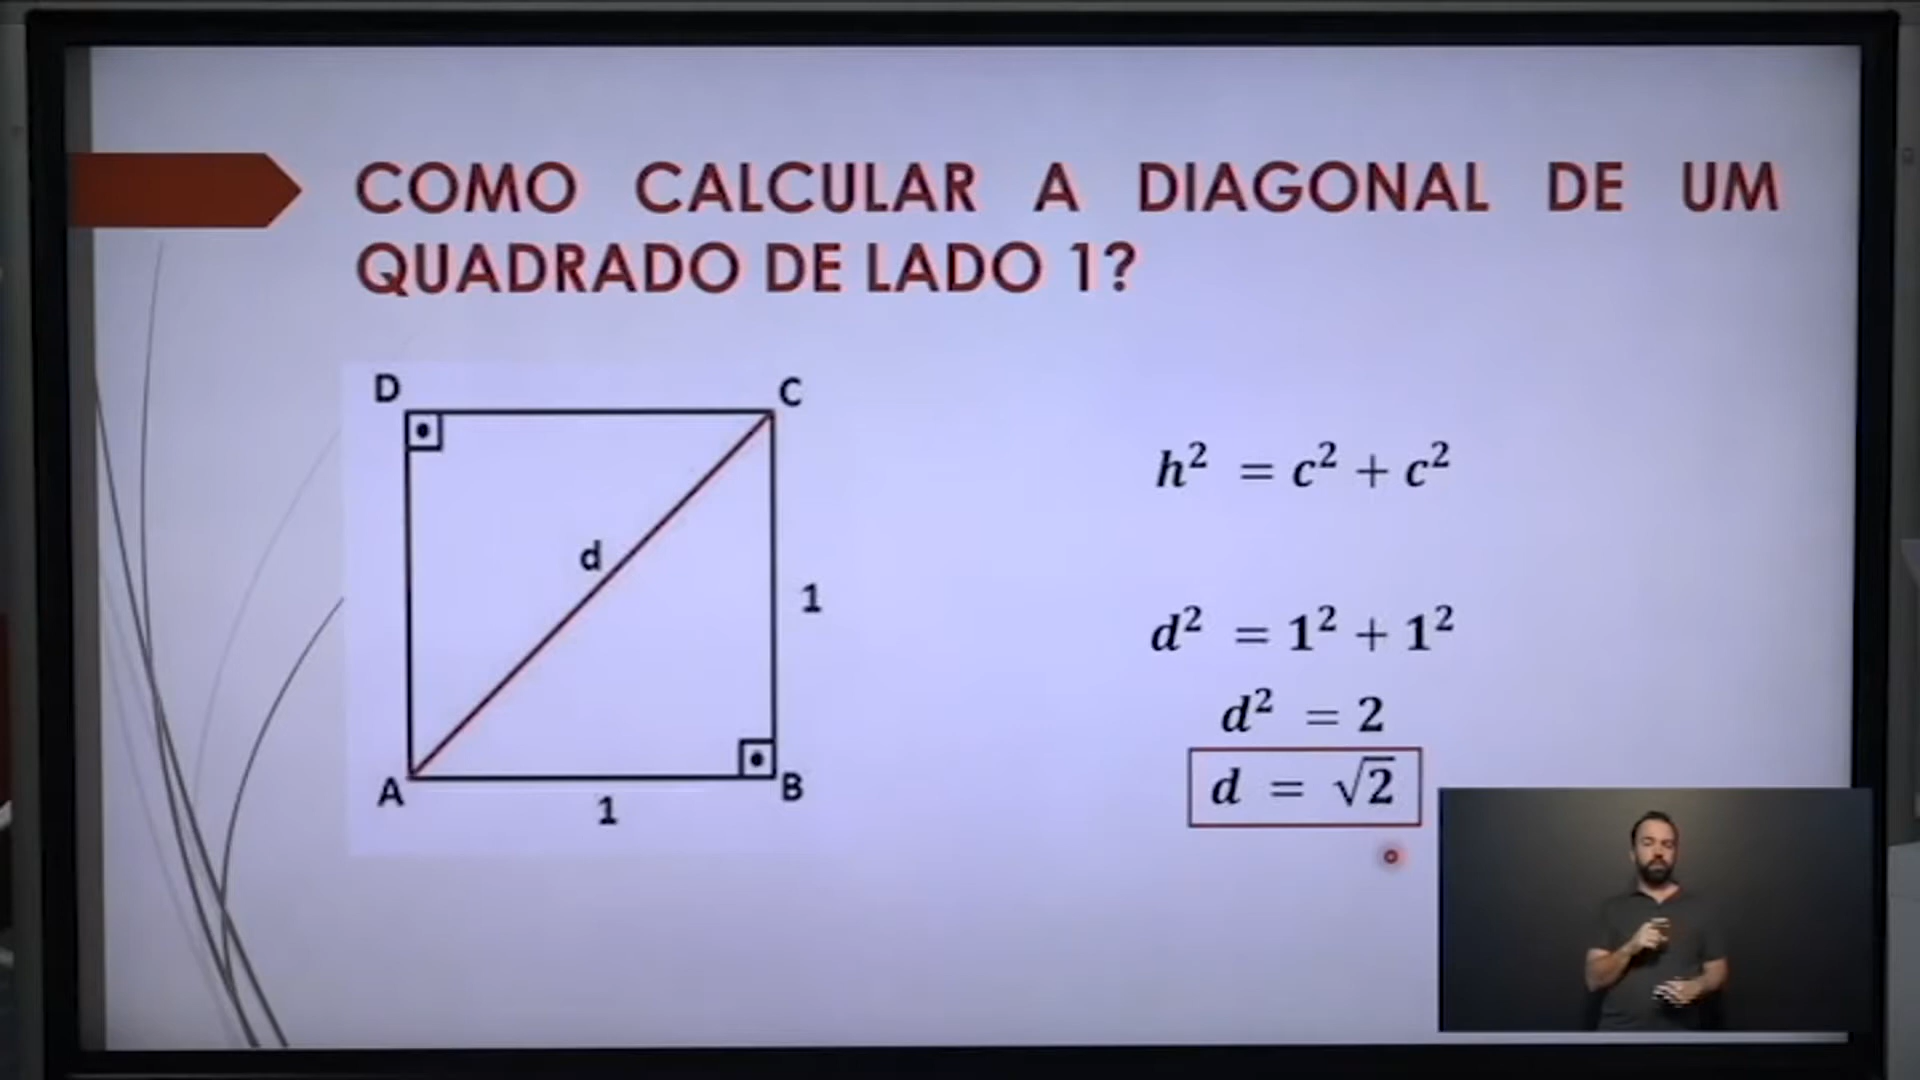 COMO CALCULAR A DIAGONAL DE UM
QUADRADO DE LADO 1?
D
C
h² = c² + c²
d
1
d² = 1² + 1²
d² = 2
d = √2
A
B
1